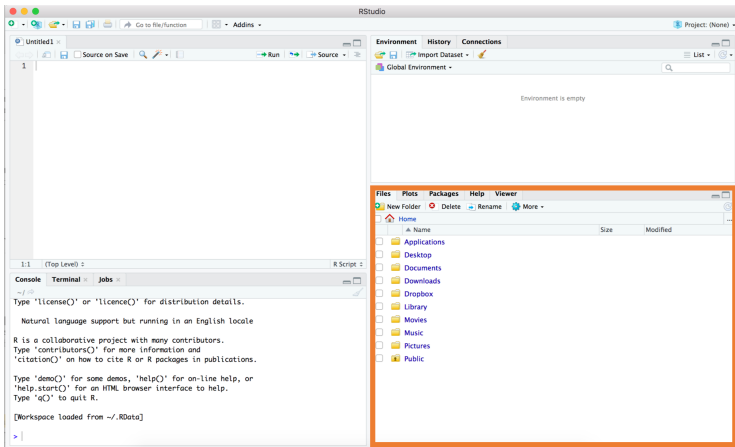 RStudio
Go to file/function
Addins
Project: (None)
Untitled1
Source on Save
Run
Source
1
1:1 (Top Level)
R Script
Console Terminal Jobs
~/
Type 'license()' or 'licence()' for distribution details.
Natural language support but running in an English locale
R is a collaborative project with many contributors.
Type 'contributors()' for more information and
'citation()' on how to cite R or R packages in publications.
Type 'demo()' for some demos, 'help()' for on-line help, or
'help.start()' for an HTML browser interface to help.
Type 'q()' to quit R.
[Workspace loaded from ~/.RData]
>
Environment History Connections
Import Dataset
List
Global Environment
Environment is empty
Files Plots Packages Help Viewer
New Folder Delete Rename More
Home
...
Name Size Modified
Applications
Desktop
Documents
Downloads
Dropbox
Library
Movies
Music
Pictures
Public